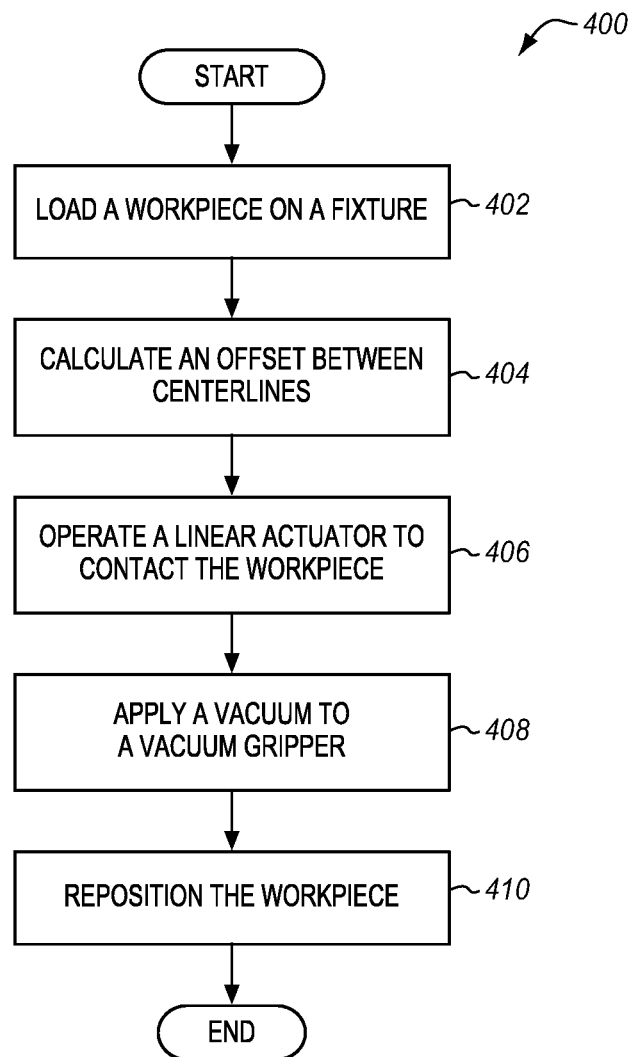 400
START
LOAD A WORKPIECE ON A FIXTURE
402
CALCULATE AN OFFSET BETWEEN
CENTERLINES
404
OPERATE A LINEAR ACTUATOR TO
CONTACT THE WORKPIECE
406
APPLY A VACUUM TO
A VACUUM GRIPPER
408
REPOSITION THE WORKPIECE
410
END